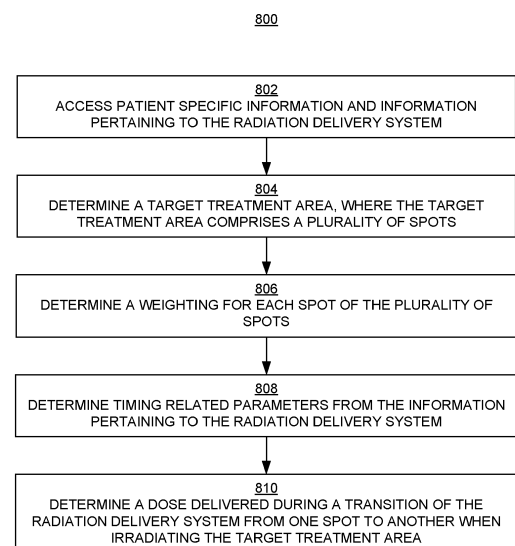 800
802
ACCESS PATIENT SPECIFIC INFORMATION AND INFORMATION
PERTAINING TO THE RADIATION DELIVERY SYSTEM
804
DETERMINE A TARGET TREATMENT AREA, WHERE THE TARGET
TREATMENT AREA COMPRISES A PLURALITY OF SPOTS
806
DETERMINE A WEIGHTING FOR EACH SPOT OF THE PLURALITY OF
SPOTS
808
DETERMINE TIMING RELATED PARAMETERS FROM THE INFORMATION
PERTAINING TO THE RADIATION DELIVERY SYSTEM
810
DETERMINE A DOSE DELIVERED DURING A TRANSITION OF THE
RADIATION DELIVERY SYSTEM FROM ONE SPOT TO ANOTHER WHEN
IRRADIATING THE TARGET TREATMENT AREA